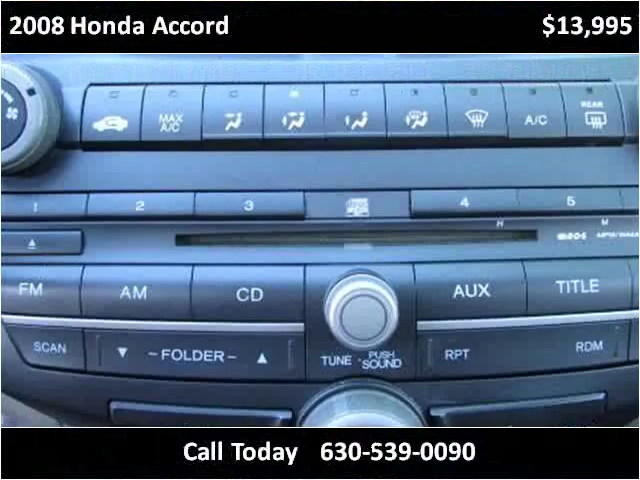 2008 Honda Accord $13,995
MAX A/C A/C REAR
1 2 3 4 5
H M
FM AM CD AUX TITLE
SCAN ▼ - FOLDER - ▲ TUNE • PUSH SOUND RPT RDM
Call Today 630-539-0090